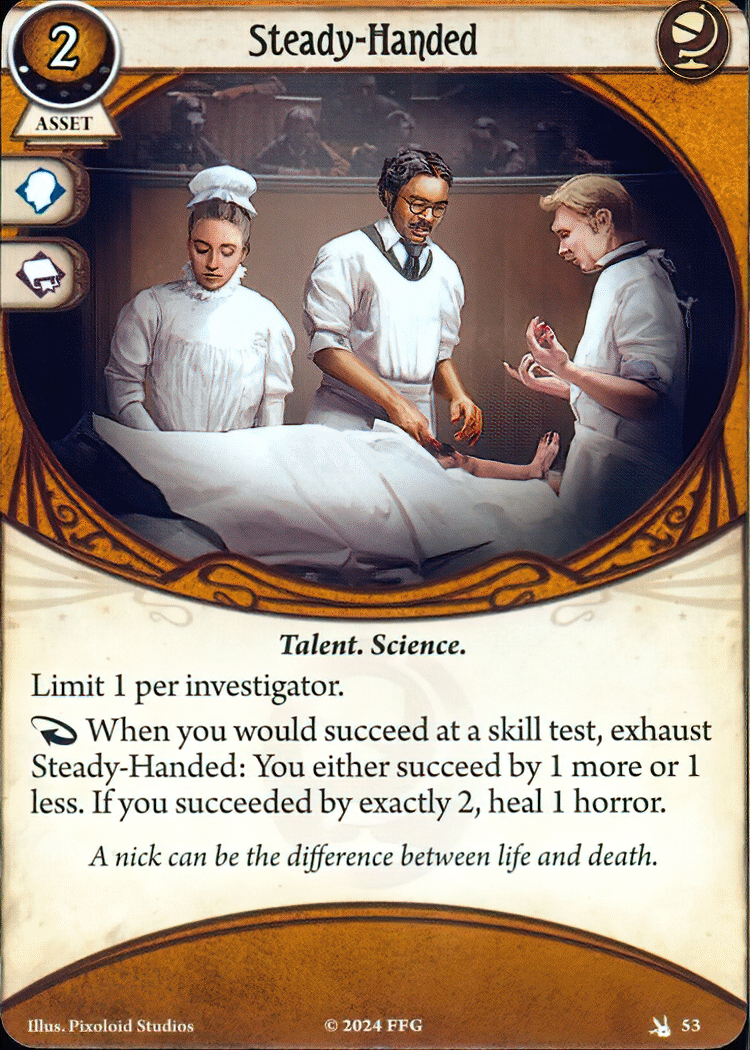 2
Steady-Handed
ASSET
Talent. Science.
Limit 1 per investigator.
When you would succeed at a skill test, exhaust
Steady-Handed: You either succeed by 1 more or 1
less. If you succeeded by exactly 2, heal 1 horror.
A nick can be the difference between life and death.
Illus. Pixoloid Studios
© 2024 FFG
53